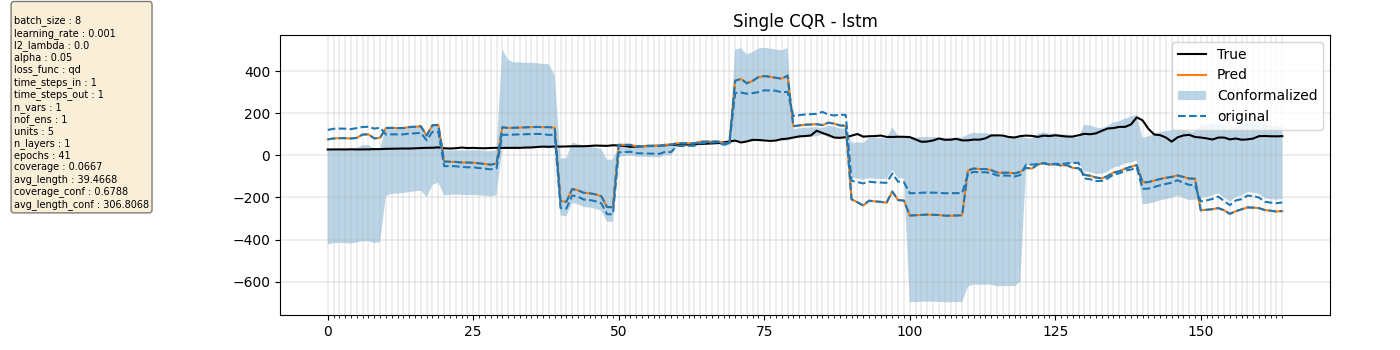 batch_size : 8
learning_rate : 0.001
l2_lambda : 0.0
alpha : 0.05
loss_func : qd
time_steps_in : 1
time_steps_out : 1
n_vars : 1
nof_ens : 1
units : 5
n_layers : 1
epochs : 41
coverage : 0.0667
avg_length : 39.4668
coverage_conf : 0.6788
avg_length_conf : 306.8068
Single CQR - lstm
True
Pred
Conformalized
original
400
200
0
−200
−400
−600
0 25 50 75 100 125 150